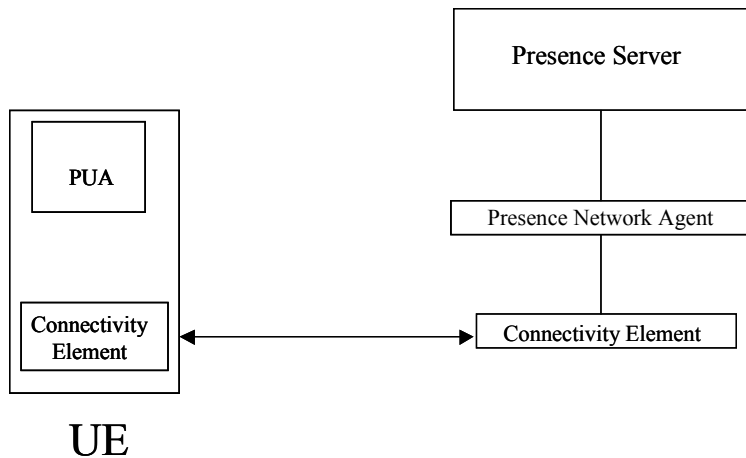 Presence Server
PUA
Presence Network Agent
Connectivity
Element
Connectivity Element
UE